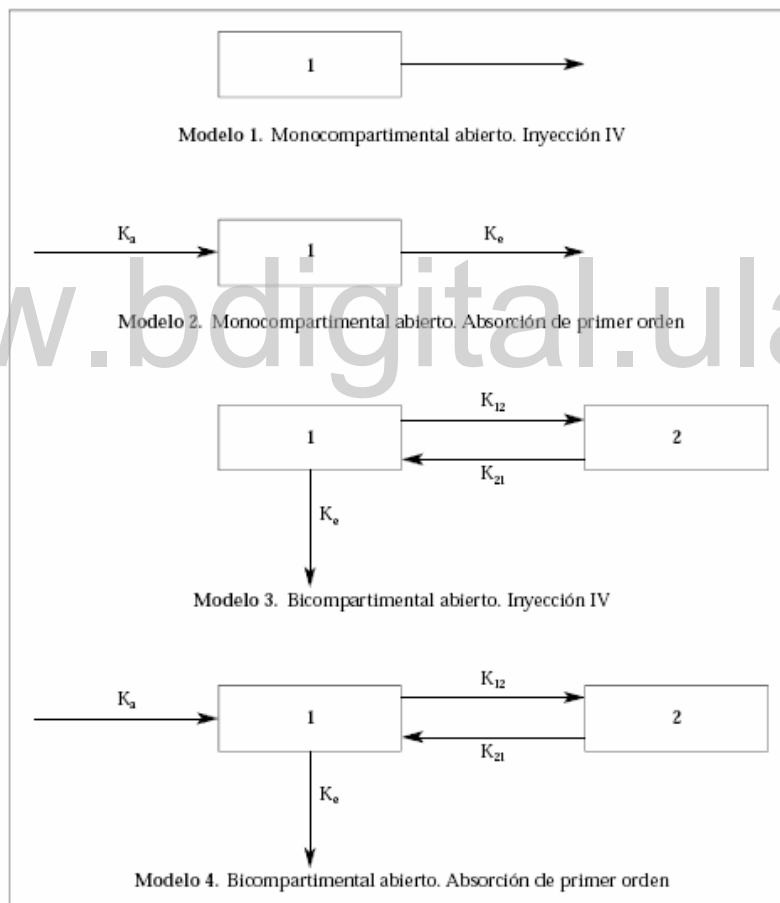 1
Modelo 1. Monocompartimental abierto. Inyección IV
Kₐ
1
Kₑ
w.bdigital.ula
Modelo 2. Monocompartimental abierto. Absorción de primer orden
K₁₂
1
2
K₂₁
Kₑ
Modelo 3. Bicompartimental abierto. Inyección IV
Kₐ
K₁₂
1
2
K₂₁
Kₑ
Modelo 4. Bicompartimental abierto. Absorción de primer orden